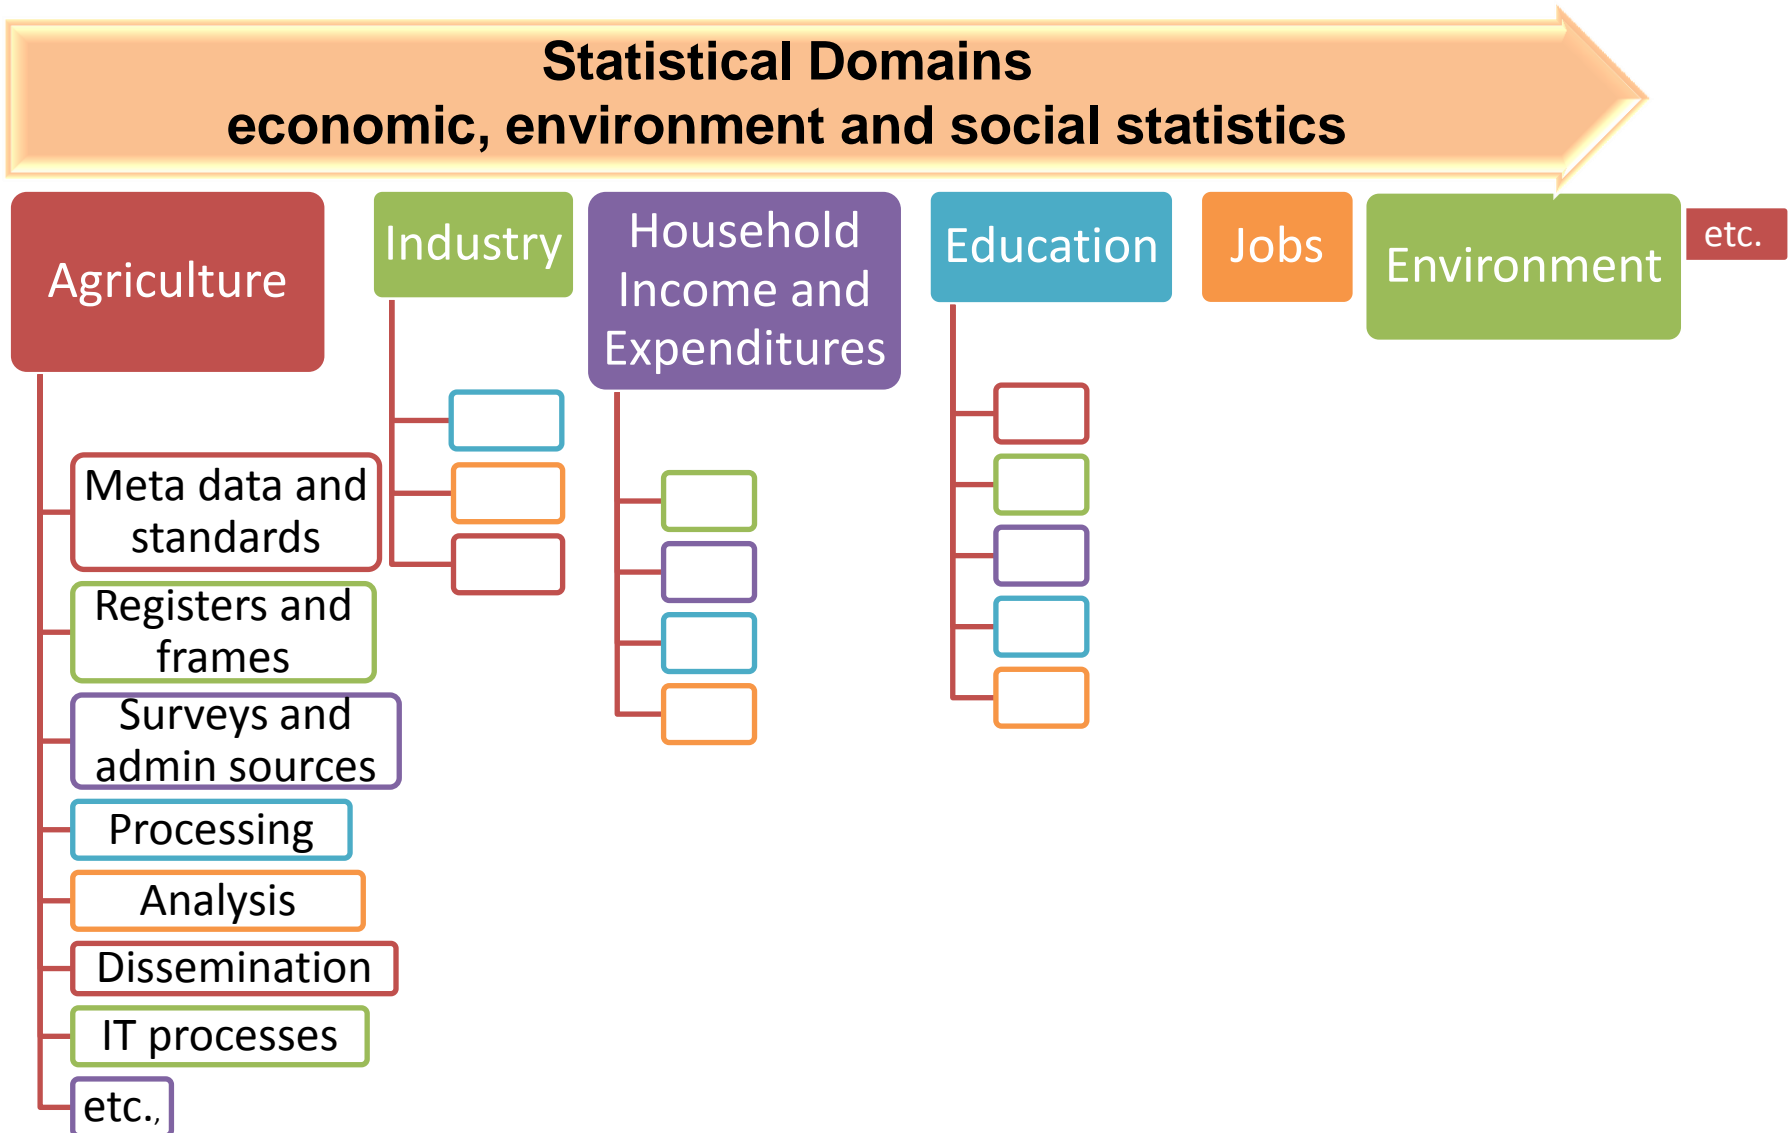 Statistical Domains
economic, environment and social statistics
Agriculture
Industry
Household
Income and
Expenditures
Education
Jobs
Environment
etc.
Meta data and
standards
Registers and
frames
Surveys and
admin sources
Processing
Analysis
Dissemination
IT processes
etc.,